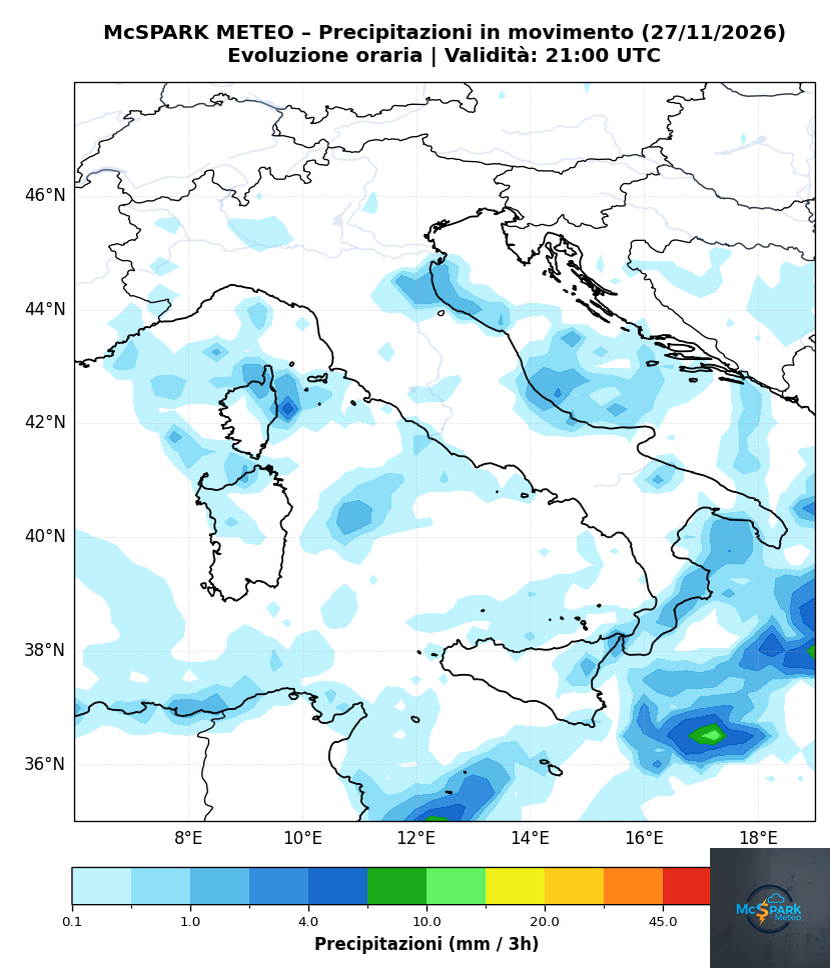 McSPARK METEO – Precipitazioni in movimento (27/11/2026)
Evoluzione oraria | Validità: 21:00 UTC
46°N
44°N
42°N
40°N
38°N
36°N
8°E 10°E 12°E 14°E 16°E 18°E
0.1 1.0 4.0 10.0 20.0 45.0
Precipitazioni (mm / 3h)
McSPARK
Meteo